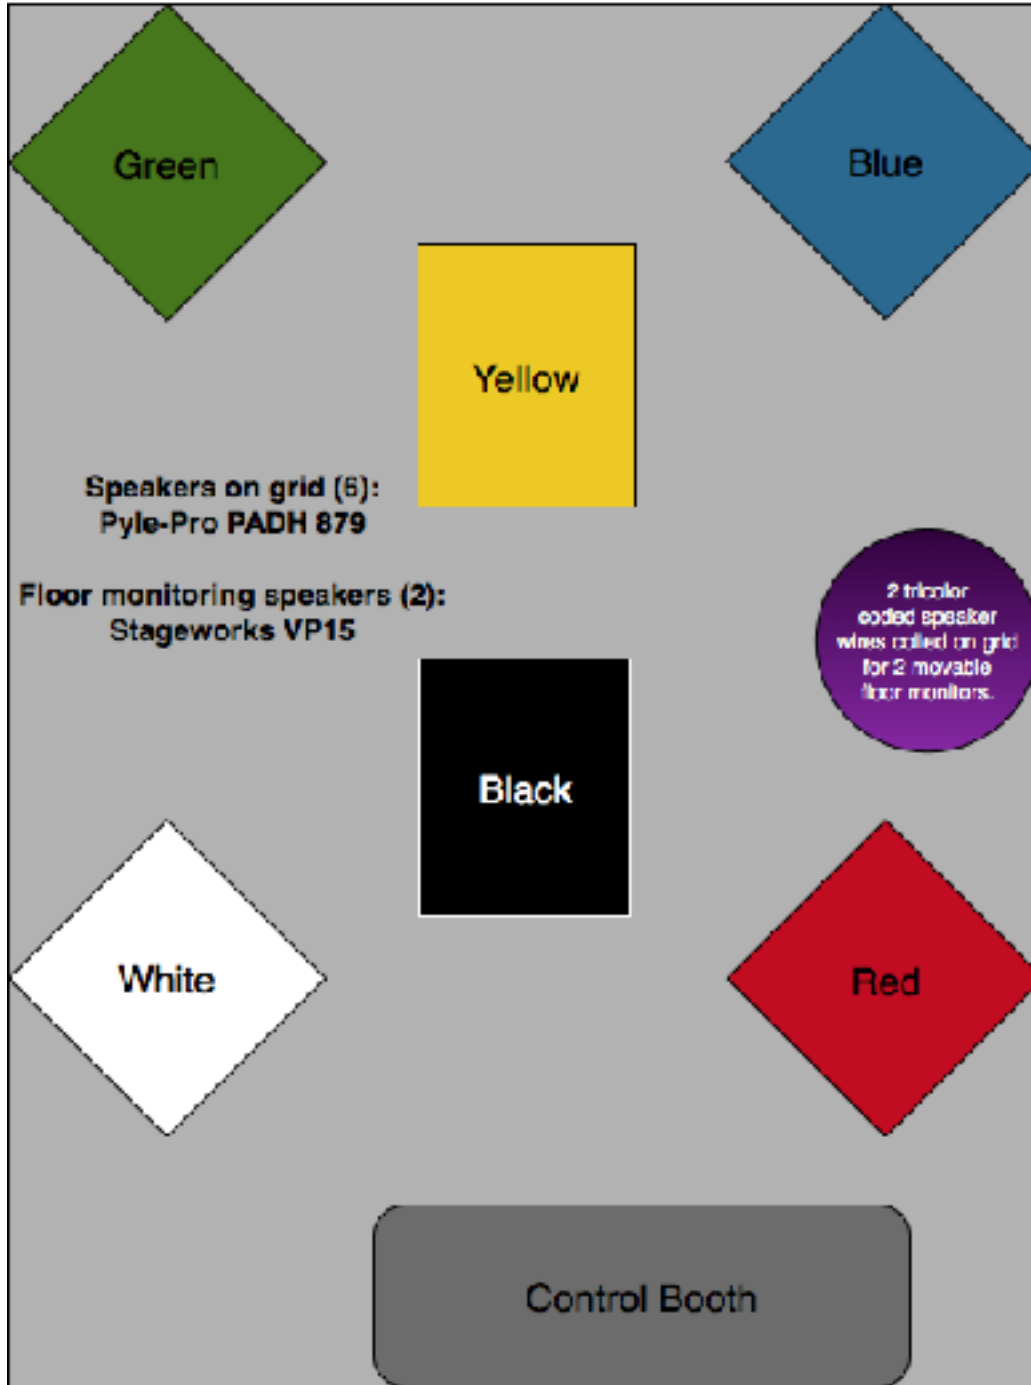 Green
Blue
Yellow
Speakers on grid (6):
Pyle-Pro PADH 879
Floor monitoring speakers (2):
Stageworks VP15
2 tricolor
coded speaker
wires coiled on grid
for 2 movable
floor monitors.
Black
White
Red
Control Booth